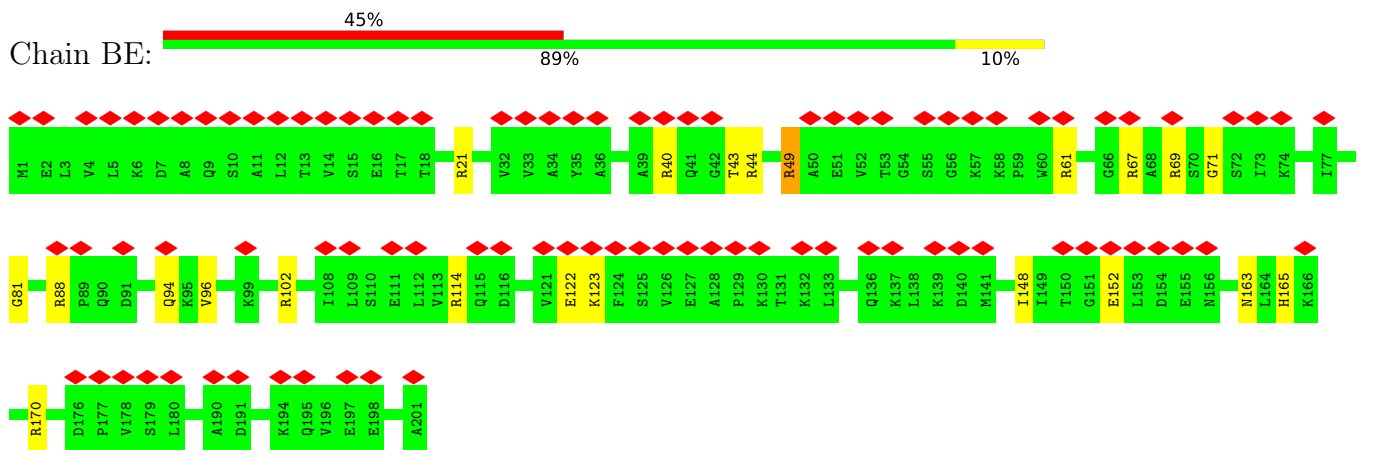 45%
Chain BE:
89% 10%
M1 E2 L3 V4 L5 K6 D7 A8 Q9 S10 A11 L12 T13 V14 S15 E16 T17 T18 R21 V32 V33 A34 Y35 A36 A39 R40 Q41 G42 T43 R44 R49 A50 E51 V52 T53 G54 S55 G56 K57 K58 P59 W60 R61 G66 R67 A68 R69 S70 G71 S72 I73 K74 I77
G81 R88 P89 Q90 D91 Q94 K95 V96 K99 R102 I108 L109 S110 E111 L112 V113 R114 Q115 D116 V121 E122 K123 F124 S125 V126 E127 A128 P129 K130 T131 K132 L133 Q136 K137 L138 K139 D140 M141 I148 I149 T150 G151 E152 L153 D154 E155 N156 N163 L164 H165 K166
R170 D176 P177 V178 S179 L180 A190 D191 K194 Q195 V196 E197 E198 A201